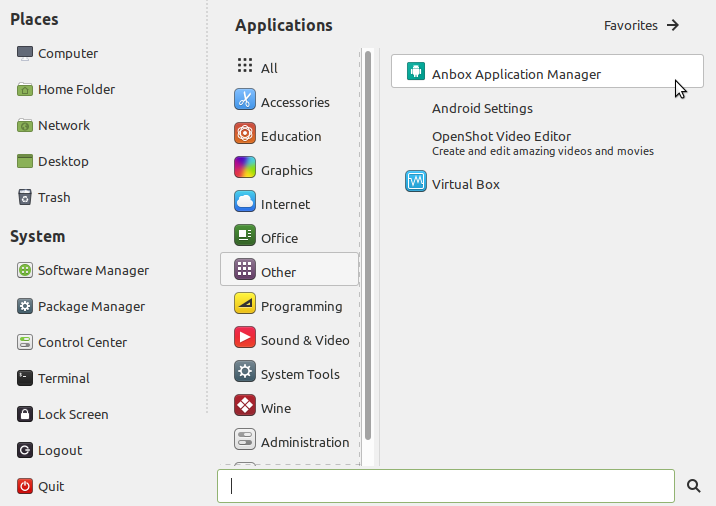 Places
Computer
Home Folder
Network
Desktop
Trash
System
Software Manager
Package Manager
Control Center
Terminal
Lock Screen
Logout
Quit
Applications
Favorites
All
Accessories
Education
Graphics
Internet
Office
Other
Programming
Sound & Video
System Tools
Wine
Administration
Anbox Application Manager
Android Settings
OpenShot Video Editor
Create and edit amazing videos and movies
Virtual Box